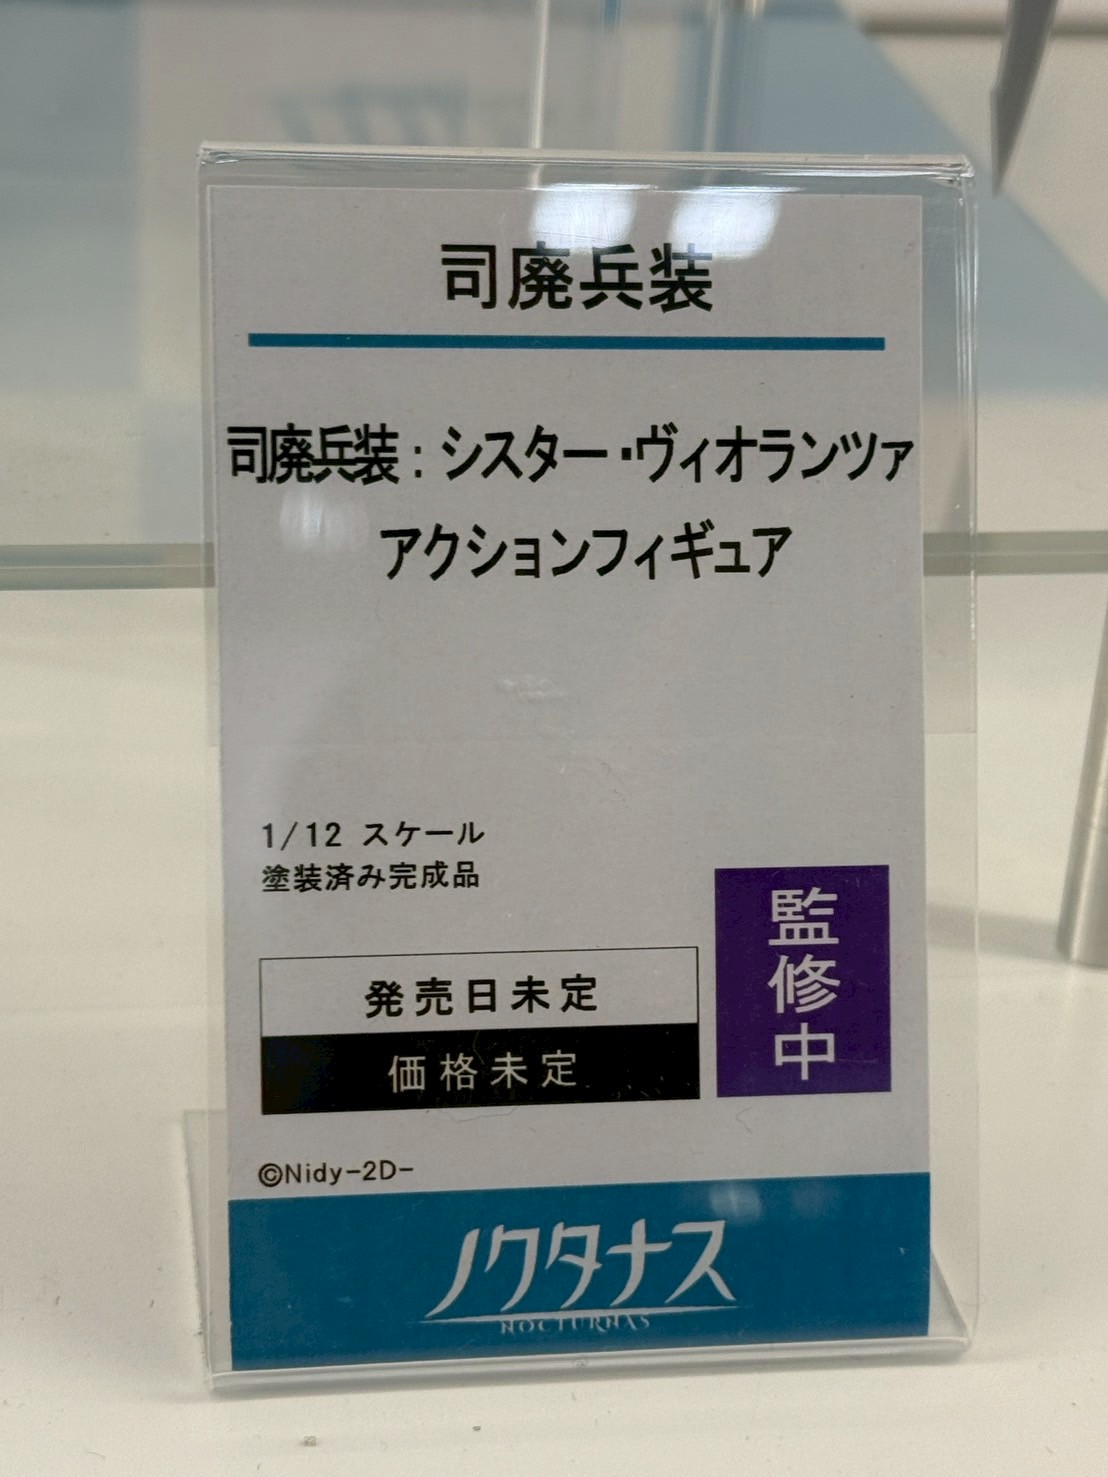 司廃兵装
司廃兵装：シスター・ヴィオランツァ
アクションフィギュア
1/12 スケール
塗装済み完成品
監修中
発売日未定
価格未定
©Nidy-2D-
ノクタナス
NOCTURNAS